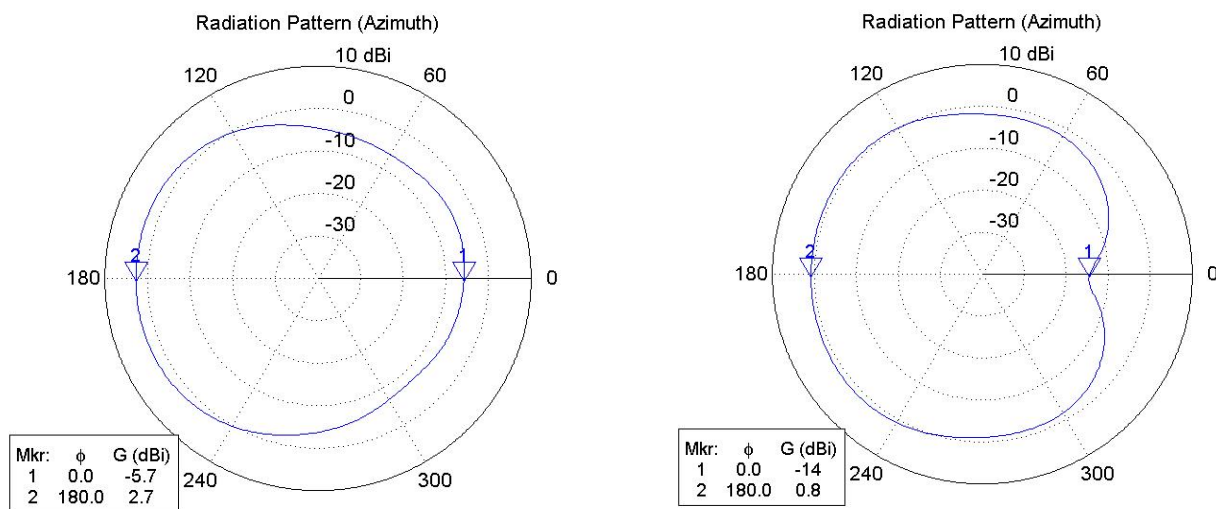 Radiation Pattern (Azimuth)
10 dBi
120
60
0
-10
-20
-30
2
1
180
0
240
300
Mkr: ϕ G (dBi)
1 0.0 -5.7
2 180.0 2.7
Radiation Pattern (Azimuth)
10 dBi
120
60
0
-10
-20
-30
2
1
180
0
240
300
Mkr: ϕ G (dBi)
1 0.0 -14
2 180.0 0.8